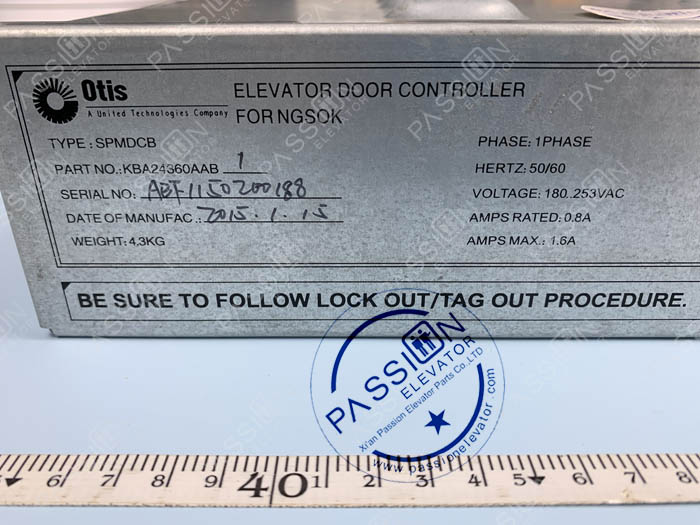 Otis
A United Technologies Company
ELEVATOR DOOR CONTROLLER
FOR NGSOK
TYPE: SPMDCB
PHASE: 1PHASE
PART NO.: KBA24360AAB 1
HERTZ: 50/60
SERIAL NO: ABF1150200188
VOLTAGE: 180..253VAC
DATE OF MANUFAC.: 2015.1.15
AMPS RATED: 0.8A
WEIGHT: 4,3KG
AMPS MAX.: 1.6A
BE SURE TO FOLLOW LOCK OUT/TAG OUT PROCEDURE.
PASSION
ELEVATOR
Xi'an Passion Elevator Parts Co.,LTD
www.passionelevator.com
6 7 8 9 40 1 2 3 4 5 6 7 8